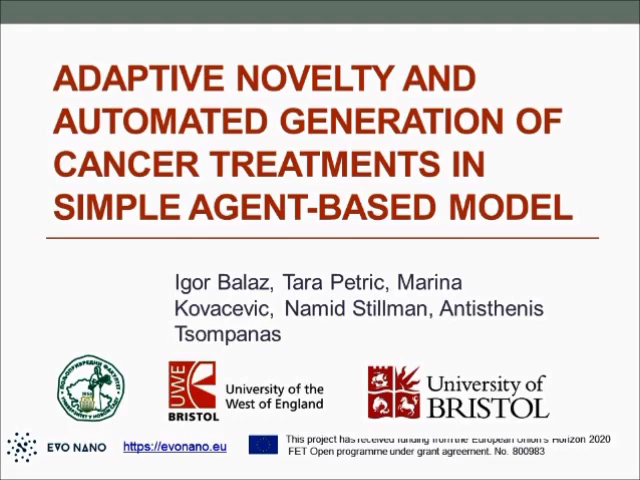 ADAPTIVE NOVELTY AND
AUTOMATED GENERATION OF
CANCER TREATMENTS IN
SIMPLE AGENT-BASED MODEL
Igor Balaz, Tara Petric, Marina
Kovacevic, Namid Stillman, Antisthenis
Tsompanas
UWE
BRISTOL
University of the
West of England
University of
BRISTOL
EVO NANO
https://evonano.eu
This project has received funding from the European Union's Horizon 2020
FET Open programme under grant agreement. No. 800983